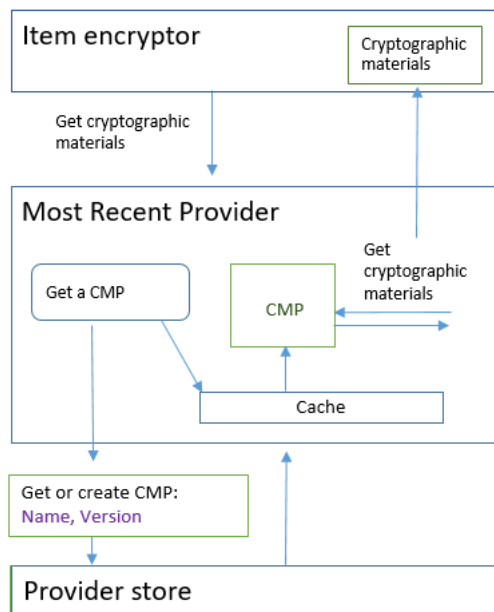 Item encryptor
Cryptographic
materials
Get cryptographic
materials
Most Recent Provider
Get
cryptographic
materials
Get a CMP
CMP
Cache
Get or create CMP:
Name, Version
Provider store